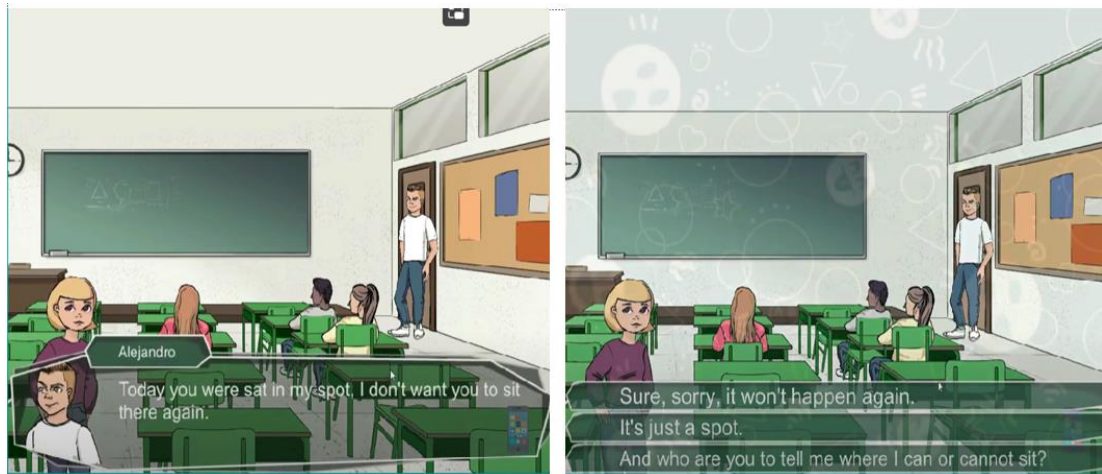 Alejandro
Today you were sat in my spot, I don't want you to sit
there again.
Sure, sorry, it won't happen again.
It's just a spot.
And who are you to tell me where I can or cannot sit?